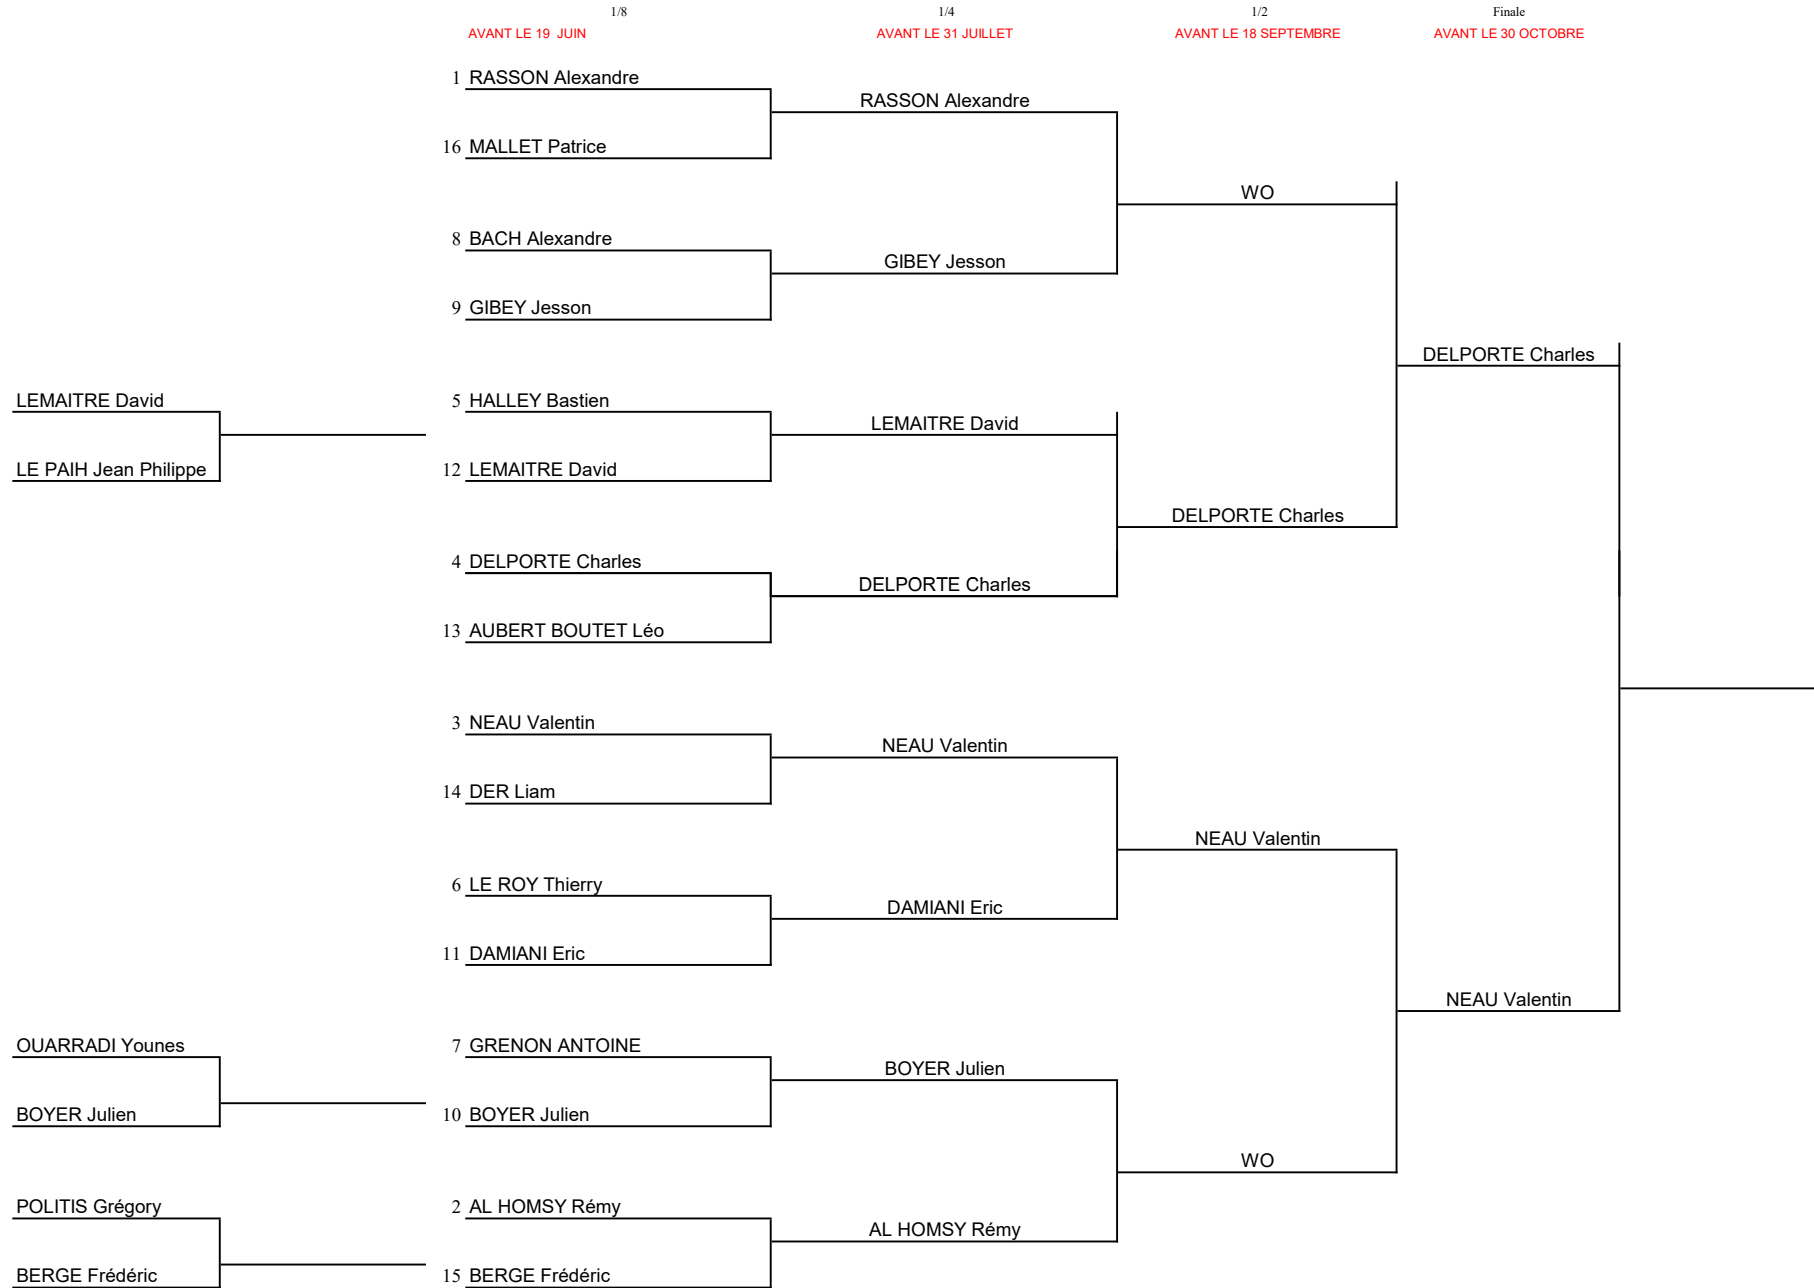 1/8 1/4 1/2 Finale
AVANT LE 19 JUIN AVANT LE 31 JUILLET AVANT LE 18 SEPTEMBRE AVANT LE 30 OCTOBRE
1 RASSON Alexandre
RASSON Alexandre
16 MALLET Patrice
WO
8 BACH Alexandre
GIBEY Jesson
9 GIBEY Jesson
DELPORTE Charles
LEMAITRE David 5 HALLEY Bastien
LEMAITRE David
LE PAIH Jean Philippe 12 LEMAITRE David
DELPORTE Charles
4 DELPORTE Charles
DELPORTE Charles
13 AUBERT BOUTET Léo
3 NEAU Valentin
NEAU Valentin
14 DER Liam
NEAU Valentin
6 LE ROY Thierry
DAMIANI Eric
11 DAMIANI Eric
NEAU Valentin
OUARRADI Younes 7 GRENON ANTOINE
BOYER Julien
BOYER Julien 10 BOYER Julien
WO
POLITIS Grégory 2 AL HOMSY Rémy
AL HOMSY Rémy
BERGE Frédéric 15 BERGE Frédéric